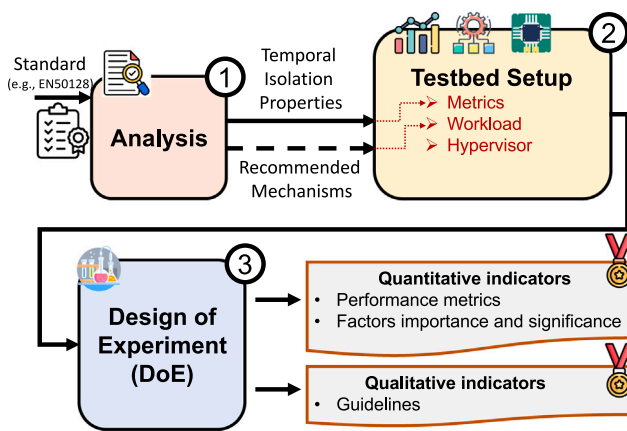 Standard
(e.g., EN50128)
1
Analysis
Temporal
Isolation
Properties
Recommended
Mechanisms
2
Testbed Setup
➢ Metrics
➢ Workload
➢ Hypervisor
3
Design of
Experiment
(DoE)
Quantitative indicators
• Performance metrics
• Factors importance and significance
Qualitative indicators
• Guidelines